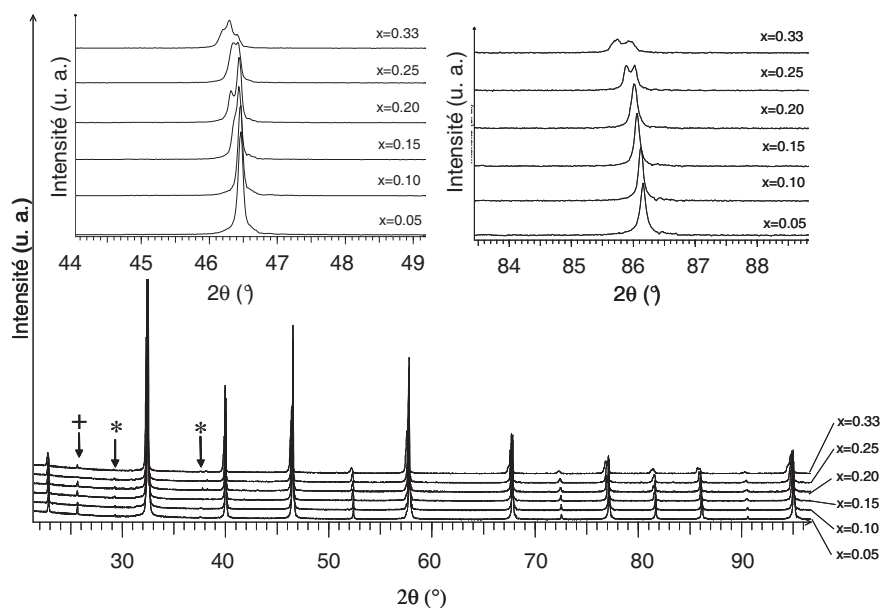 Intensité (u. a.)
Intensité (u. a.)
x=0.33
x=0.25
x=0.20
x=0.15
x=0.10
x=0.05
44 45 46 47 48 49
2θ (°)
Intensité (u. a.)
x=0.33
x=0.25
x=0.20
x=0.15
x=0.10
x=0.05
84 85 86 87 88
2θ (°)
+ * *
x=0.33
x=0.25
x=0.20
x=0.15
x=0.10
x=0.05
30 40 50 60 70 80 90
2θ (°)